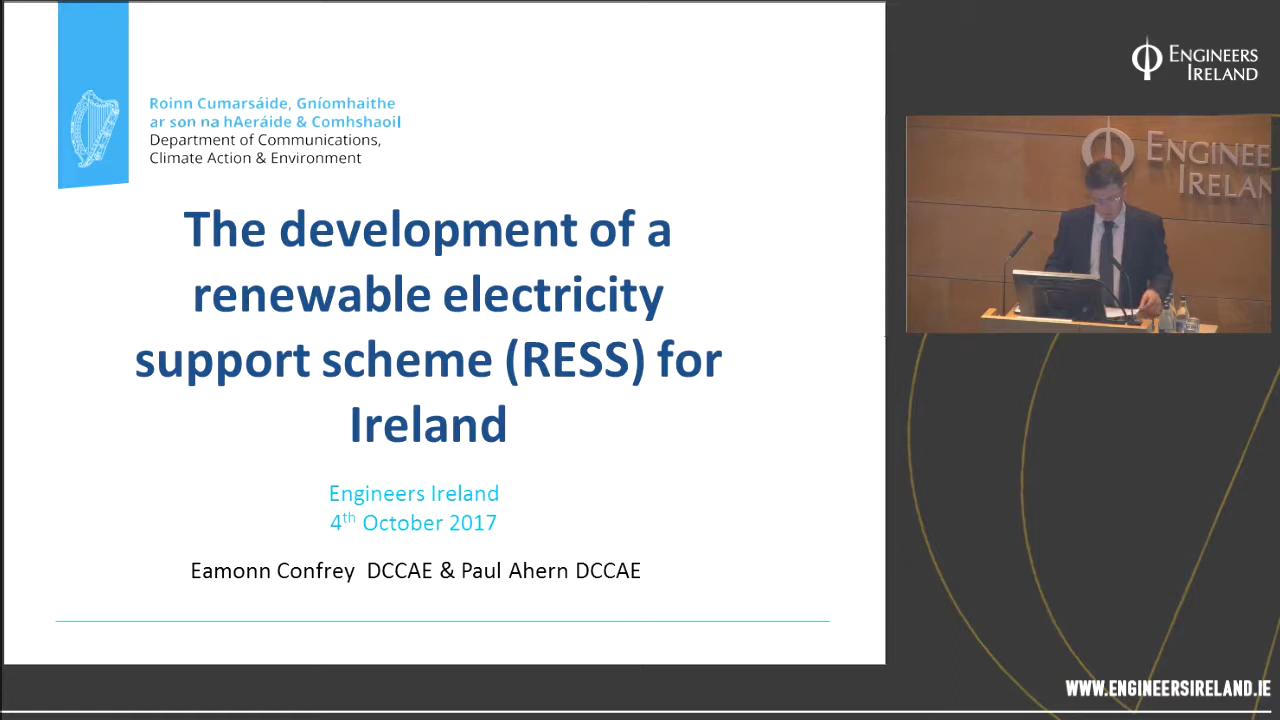 Roinn Cumarsáide, Gníomhaithe
ar son na hAeráide & Comhshaoil
Department of Communications,
Climate Action & Environment
The development of a
renewable electricity
support scheme (RESS) for
Ireland
Engineers Ireland
4th October 2017
Eamonn Confrey DCCAE & Paul Ahern DCCAE
ENGINEERS
IRELAND
ENGINEE
IRELAN
WWW.ENGINEERSIRELAND.IE